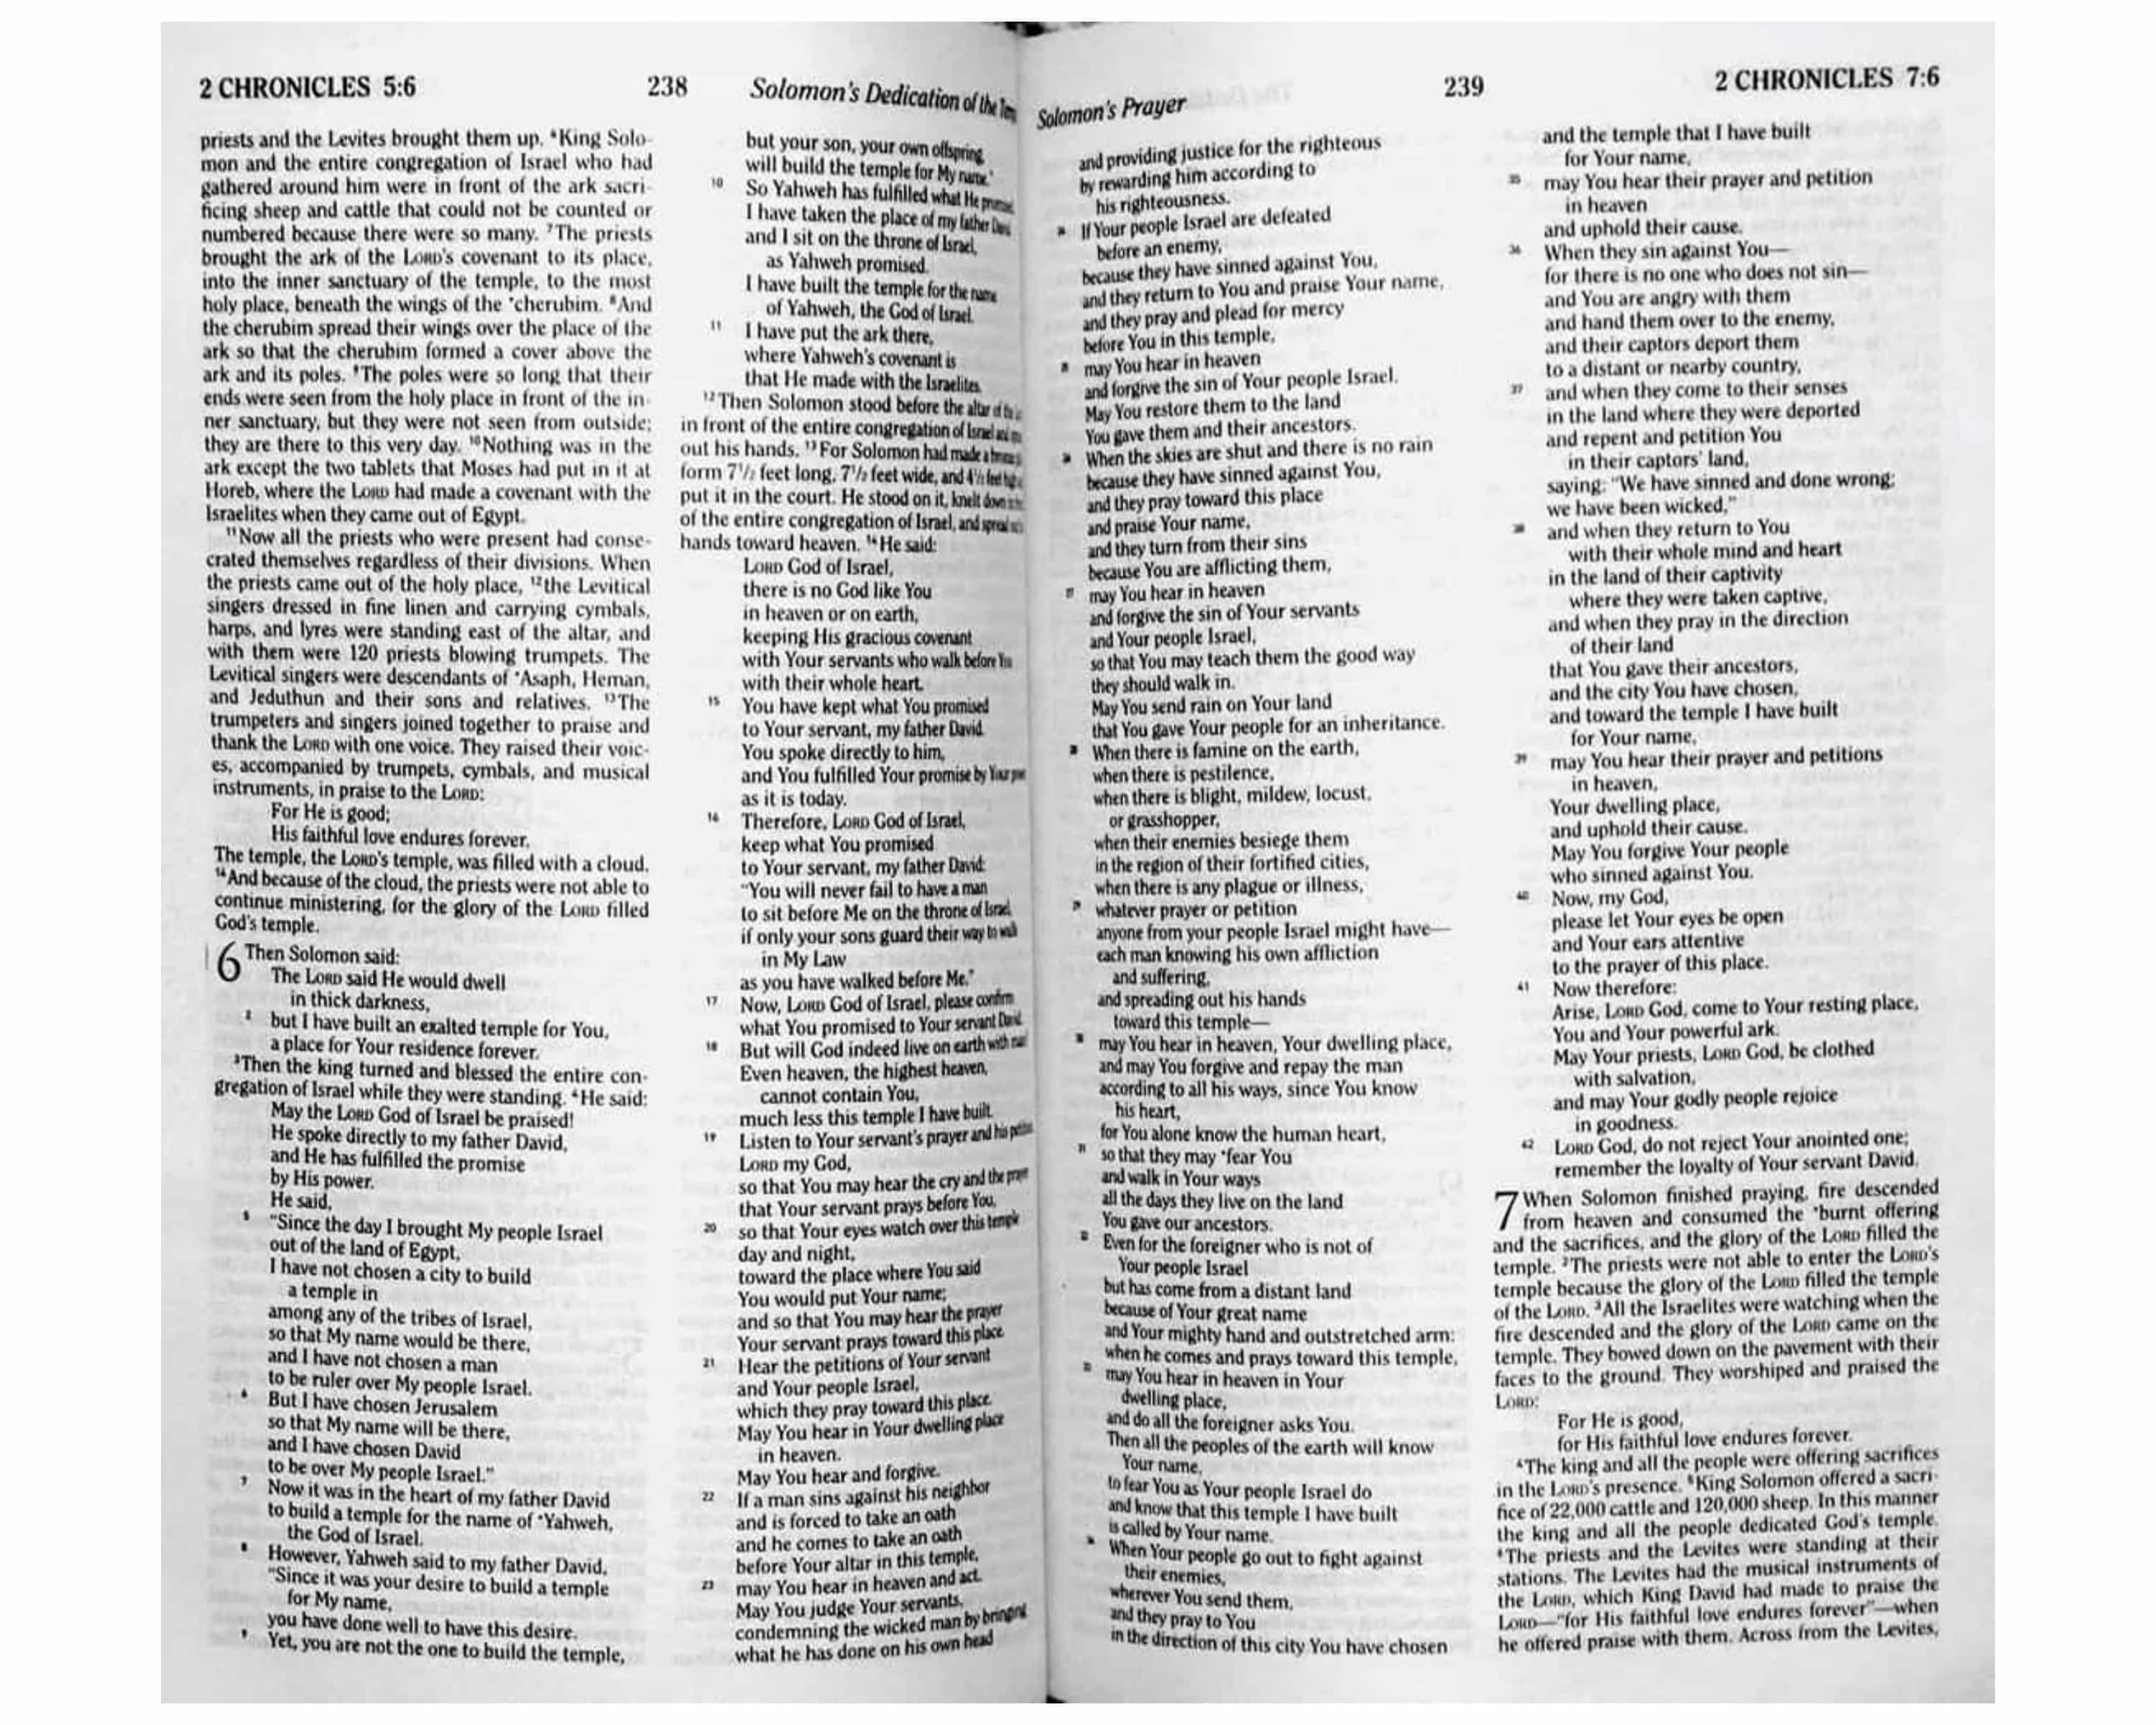 2 CHRONICLES 5:6
238
Solomon's Dedication of the
priests and the Levites brought them up. ⁶King Solo-
mon and the entire congregation of Israel who had
gathered around him were in front of the ark sacri-
ficing sheep and cattle that could not be counted or
numbered because there were so many. ⁷The priests
brought the ark of the LORD's covenant to its place,
into the inner sanctuary of the temple, to the most
holy place, beneath the wings of the *cherubim. ⁸And
the cherubim spread their wings over the place of the
ark so that the cherubim formed a cover above the
ark and its poles. ⁹The poles were so long that their
ends were seen from the holy place in front of the in-
ner sanctuary, but they were not seen from outside;
they are there to this very day. ¹⁰Nothing was in the
ark except the two tablets that Moses had put in it at
Horeb, where the LORD had made a covenant with the
Israelites when they came out of Egypt.
¹¹Now all the priests who were present had conse-
crated themselves regardless of their divisions. When
the priests came out of the holy place, ¹²the Levitical
singers dressed in fine linen and carrying cymbals,
harps, and lyres were standing east of the altar, and
with them were 120 priests blowing trumpets. The
Levitical singers were descendants of *Asaph, Heman,
and Jeduthun and their sons and relatives. ¹³The
trumpeters and singers joined together to praise and
thank the LORD with one voice. They raised their voic-
es, accompanied by trumpets, cymbals, and musical
instruments, in praise to the LORD:
For He is good;
His faithful love endures forever.
The temple, the LORD's temple, was filled with a cloud.
¹⁴And because of the cloud, the priests were not able to
continue ministering, for the glory of the LORD filled
God's temple.
6 Then Solomon said:
The LORD said He would dwell
in thick darkness,
² but I have built an exalted temple for You,
a place for Your residence forever.
³Then the king turned and blessed the entire con-
gregation of Israel while they were standing. ⁴He said:
May the LORD God of Israel be praised!
He spoke directly to my father David,
and He has fulfilled the promise
by His power.
He said,
⁵ "Since the day I brought My people Israel
out of the land of Egypt,
I have not chosen a city to build
a temple in
among any of the tribes of Israel,
so that My name would be there,
and I have not chosen a man
to be ruler over My people Israel.
⁶ But I have chosen Jerusalem
so that My name will be there,
and I have chosen David
to be over My people Israel."
⁷ Now it was in the heart of my father David
to build a temple for the name of *Yahweh,
the God of Israel.
⁸ However, Yahweh said to my father David,
"Since it was your desire to build a temple
for My name,
you have done well to have this desire.
⁹ Yet, you are not the one to build the temple,
but your son, your own offspring,
will build the temple for My name."
¹⁰ So Yahweh has fulfilled what He
I have taken the place of my father
and I sit on the throne of Israel,
as Yahweh promised.
I have built the temple for the name
of Yahweh, the God of Israel.
¹¹ I have put the ark there,
where Yahweh's covenant is
that He made with the Israelites.
¹²Then Solomon stood before the altar
in front of the entire congregation of Israel
out his hands. ¹³For Solomon had made a
form 7½ feet long, 7½ feet wide, and 4½ feet
put it in the court. He stood on it, knelt down
of the entire congregation of Israel, and
hands toward heaven. ¹⁴He said:
LORD God of Israel,
there is no God like You
in heaven or on earth,
keeping His gracious covenant
with Your servants who walk before
with their whole heart.
¹⁵ You have kept what You promised
to Your servant, my father David.
You spoke directly to him,
and You fulfilled Your promise by Your
as it is today.
¹⁶ Therefore, LORD God of Israel,
keep what You promised
to Your servant, my father David:
"You will never fail to have a man
to sit before Me on the throne of Israel,
if only your sons guard their way to walk
in My Law
as you have walked before Me."
¹⁷ Now, LORD God of Israel, please confirm
what You promised to Your servant David.
¹⁸ But will God indeed live on earth with
Even heaven, the highest heaven,
cannot contain You,
much less this temple I have built.
¹⁹ Listen to Your servant's prayer and his
LORD my God,
so that You may hear the cry and the
that Your servant prays before You,
²⁰ so that Your eyes watch over this temple
day and night,
toward the place where You said
You would put Your name;
and so that You may hear the prayer
Your servant prays toward this place.
²¹ Hear the petitions of Your servant
and Your people Israel,
which they pray toward this place.
May You hear in Your dwelling place
in heaven.
May You hear and forgive.
²² If a man sins against his neighbor
and is forced to take an oath
and he comes to take an oath
before Your altar in this temple,
²³ may You hear in heaven and act.
May You judge Your servants,
condemning the wicked man by bringing
what he has done on his own head
Solomon's Prayer
239
2 CHRONICLES 7:6
and providing justice for the righteous
by rewarding him according to
his righteousness.
²⁴ If Your people Israel are defeated
before an enemy,
because they have sinned against You,
and they return to You and praise Your name,
and they pray and plead for mercy
before You in this temple,
²⁵ may You hear in heaven
and forgive the sin of Your people Israel.
May You restore them to the land
You gave them and their ancestors.
²⁶ When the skies are shut and there is no rain
because they have sinned against You,
and they pray toward this place
and praise Your name,
and they turn from their sins
because You are afflicting them,
²⁷ may You hear in heaven
and forgive the sin of Your servants
and Your people Israel,
so that You may teach them the good way
they should walk in.
May You send rain on Your land
that You gave Your people for an inheritance.
²⁸ When there is famine on the earth,
when there is pestilence,
when there is blight, mildew, locust,
or grasshopper,
when their enemies besiege them
in the region of their fortified cities,
when there is any plague or illness,
²⁹ whatever prayer or petition
anyone from your people Israel might have—
each man knowing his own affliction
and suffering,
and spreading out his hands
toward this temple—
³⁰ may You hear in heaven, Your dwelling place,
and may You forgive and repay the man
according to all his ways, since You know
his heart,
for You alone know the human heart,
³¹ so that they may *fear You
and walk in Your ways
all the days they live on the land
You gave our ancestors.
³² Even for the foreigner who is not of
Your people Israel
but has come from a distant land
because of Your great name
and Your mighty hand and outstretched arm:
when he comes and prays toward this temple,
³³ may You hear in heaven in Your
dwelling place,
and do all the foreigner asks You.
Then all the peoples of the earth will know
Your name,
to fear You as Your people Israel do
and know that this temple I have built
is called by Your name.
³⁴ When Your people go out to fight against
their enemies,
wherever You send them,
and they pray to You
in the direction of this city You have chosen
and the temple that I have built
for Your name,
³⁵ may You hear their prayer and petition
in heaven
and uphold their cause.
³⁶ When they sin against You—
for there is no one who does not sin—
and You are angry with them
and hand them over to the enemy,
and their captors deport them
to a distant or nearby country,
³⁷ and when they come to their senses
in the land where they were deported
and repent and petition You
in their captors' land,
saying: "We have sinned and done wrong;
we have been wicked,"
³⁸ and when they return to You
with their whole mind and heart
in the land of their captivity
where they were taken captive,
and when they pray in the direction
of their land
that You gave their ancestors,
and the city You have chosen,
and toward the temple I have built
for Your name,
³⁹ may You hear their prayer and petitions
in heaven,
Your dwelling place,
and uphold their cause.
May You forgive Your people
who sinned against You.
⁴⁰ Now, my God,
please let Your eyes be open
and Your ears attentive
to the prayer of this place.
⁴¹ Now therefore:
Arise, LORD God, come to Your resting place,
You and Your powerful ark.
May Your priests, LORD God, be clothed
with salvation,
and may Your godly people rejoice
in goodness.
⁴² LORD God, do not reject Your anointed one;
remember the loyalty of Your servant David.
7 When Solomon finished praying, fire descended
from heaven and consumed the *burnt offering
and the sacrifices, and the glory of the LORD filled the
temple. ²The priests were not able to enter the LORD's
temple because the glory of the LORD filled the temple
of the LORD. ³All the Israelites were watching when the
fire descended and the glory of the LORD came on the
temple. They bowed down on the pavement with their
faces to the ground. They worshiped and praised the
LORD:
For He is good,
for His faithful love endures forever.
⁴The king and all the people were offering sacrifices
in the LORD's presence. ⁵King Solomon offered a sacri-
fice of 22,000 cattle and 120,000 sheep. In this manner
the king and all the people dedicated God's temple.
⁶The priests and the Levites were standing at their
stations. The Levites had the musical instruments of
the LORD, which King David had made to praise the
LORD—"for His faithful love endures forever"—when
he offered praise with them. Across from the Levites,